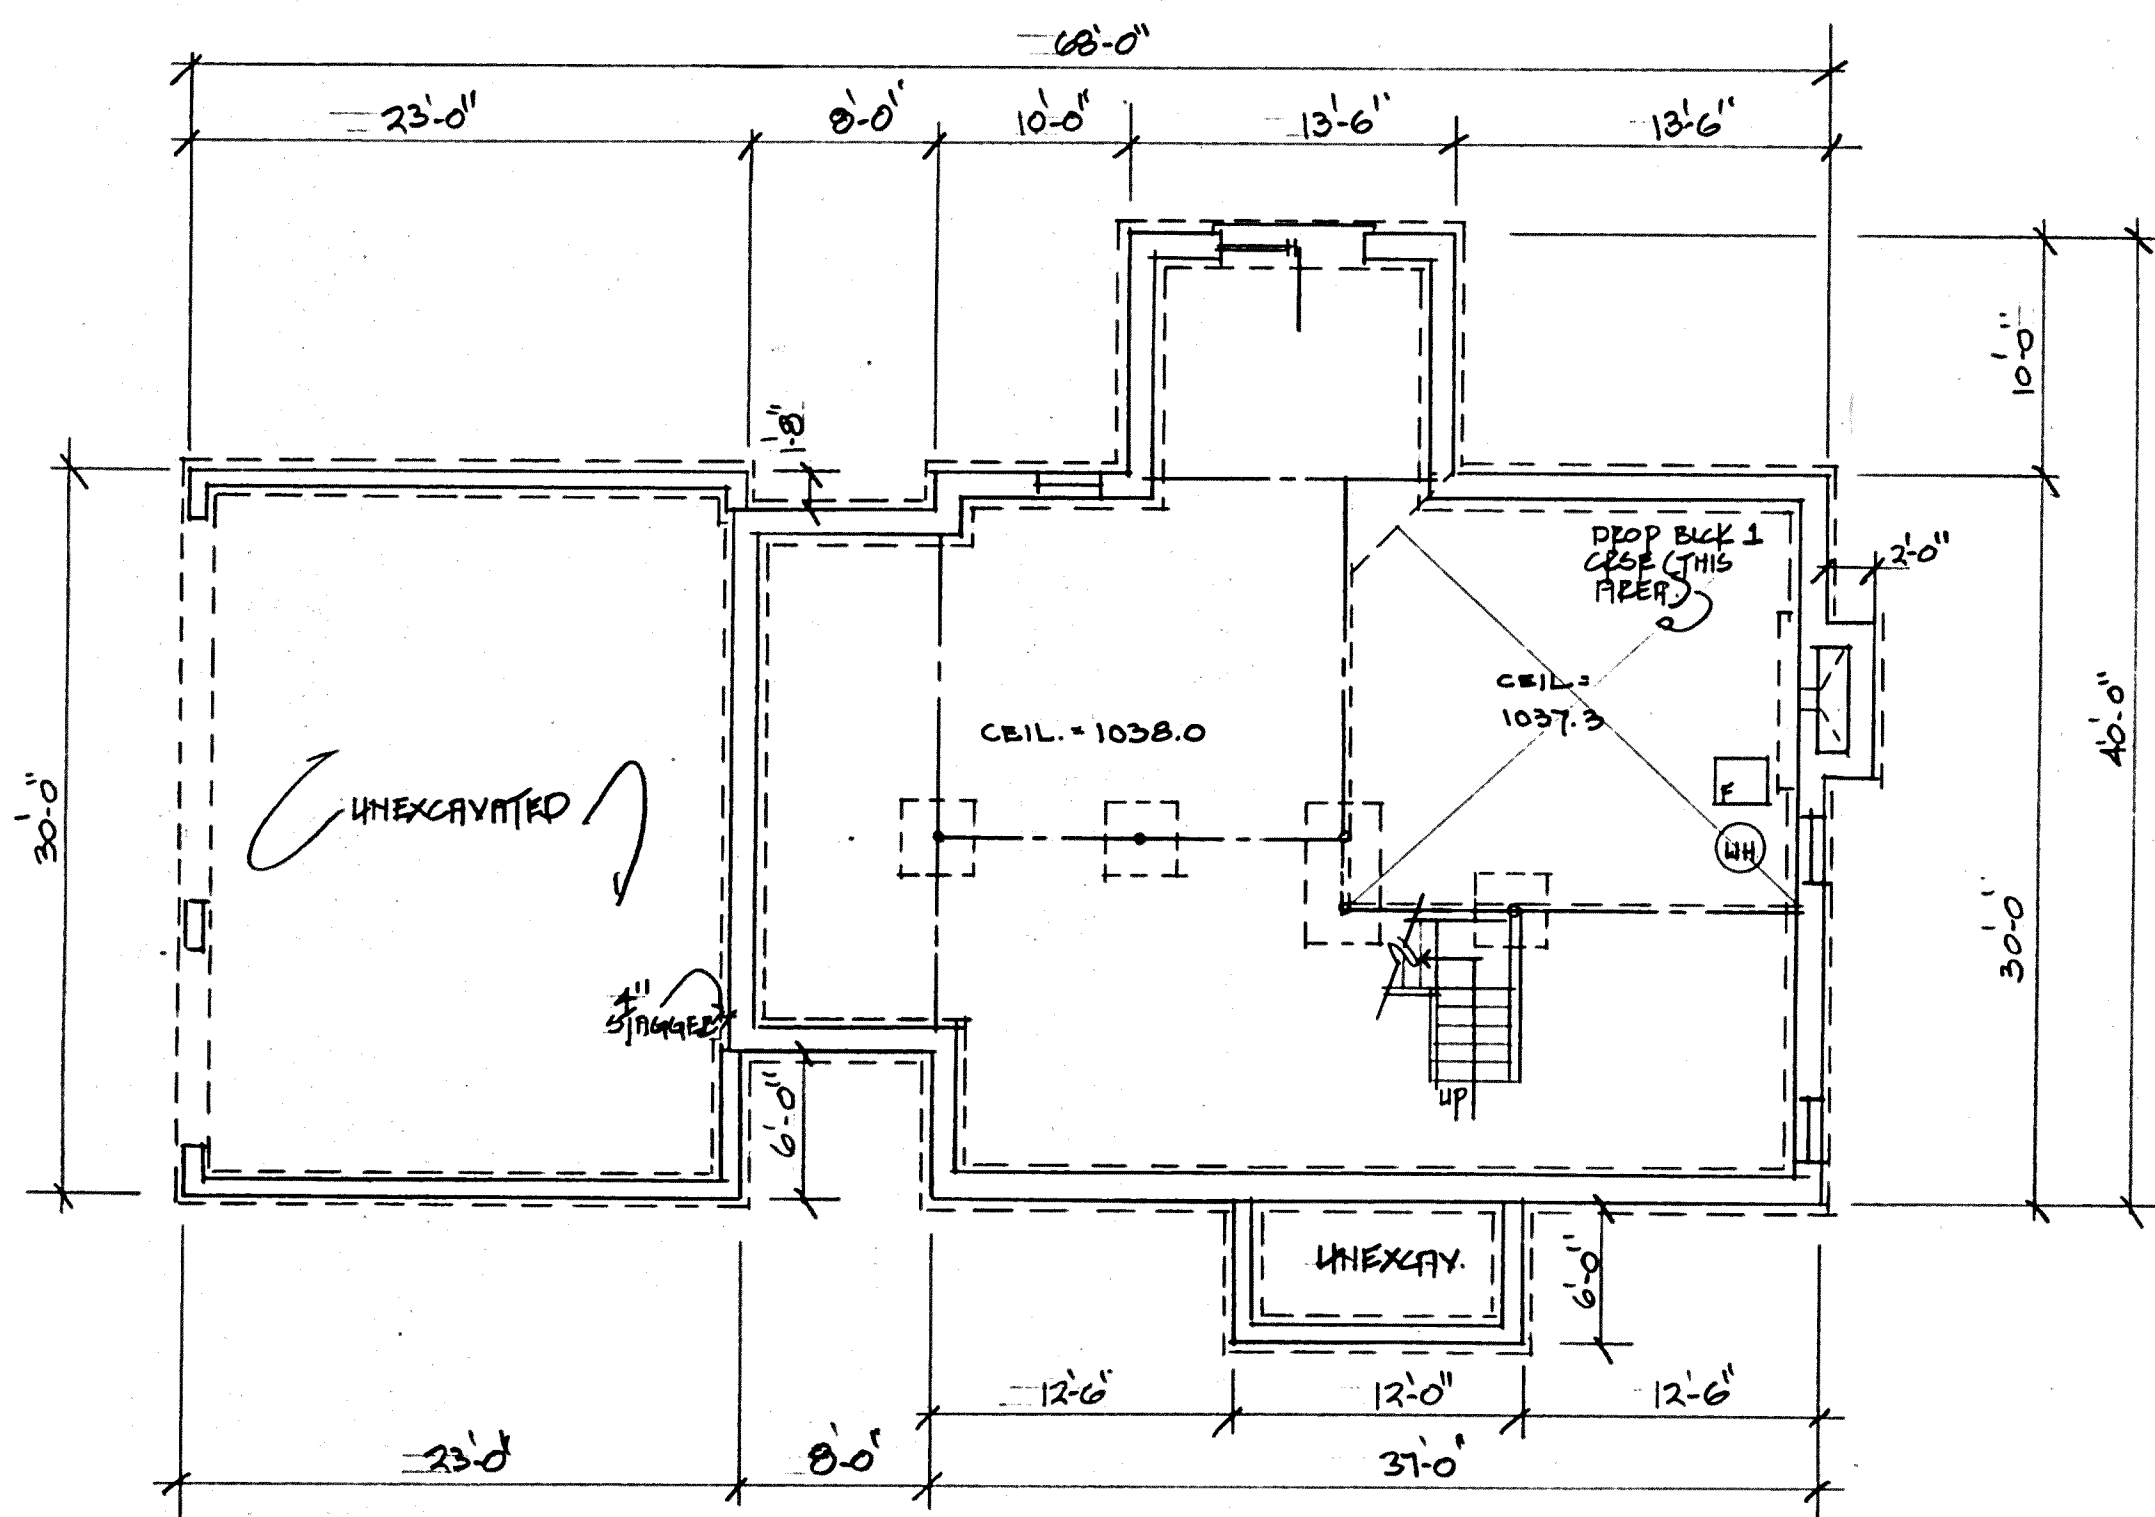 68'-0"
23'-0" 8'-0" 10'-0" 13'-6" 13'-6"
1'-8"
10'-0"
DROP BLCK 1
CRSE (THIS
AREA)
2'-0"
CEIL =
1037.3
CEIL. = 1038.0
40'-0"
30'-0"
UNEXCAVATED
F
WH
30'-0
4"
UP
6'-0"
UNEXCAV.
6'-0"
12'-6" 12'-0" 12'-6"
23'-0" 8'-0" 37'-0"